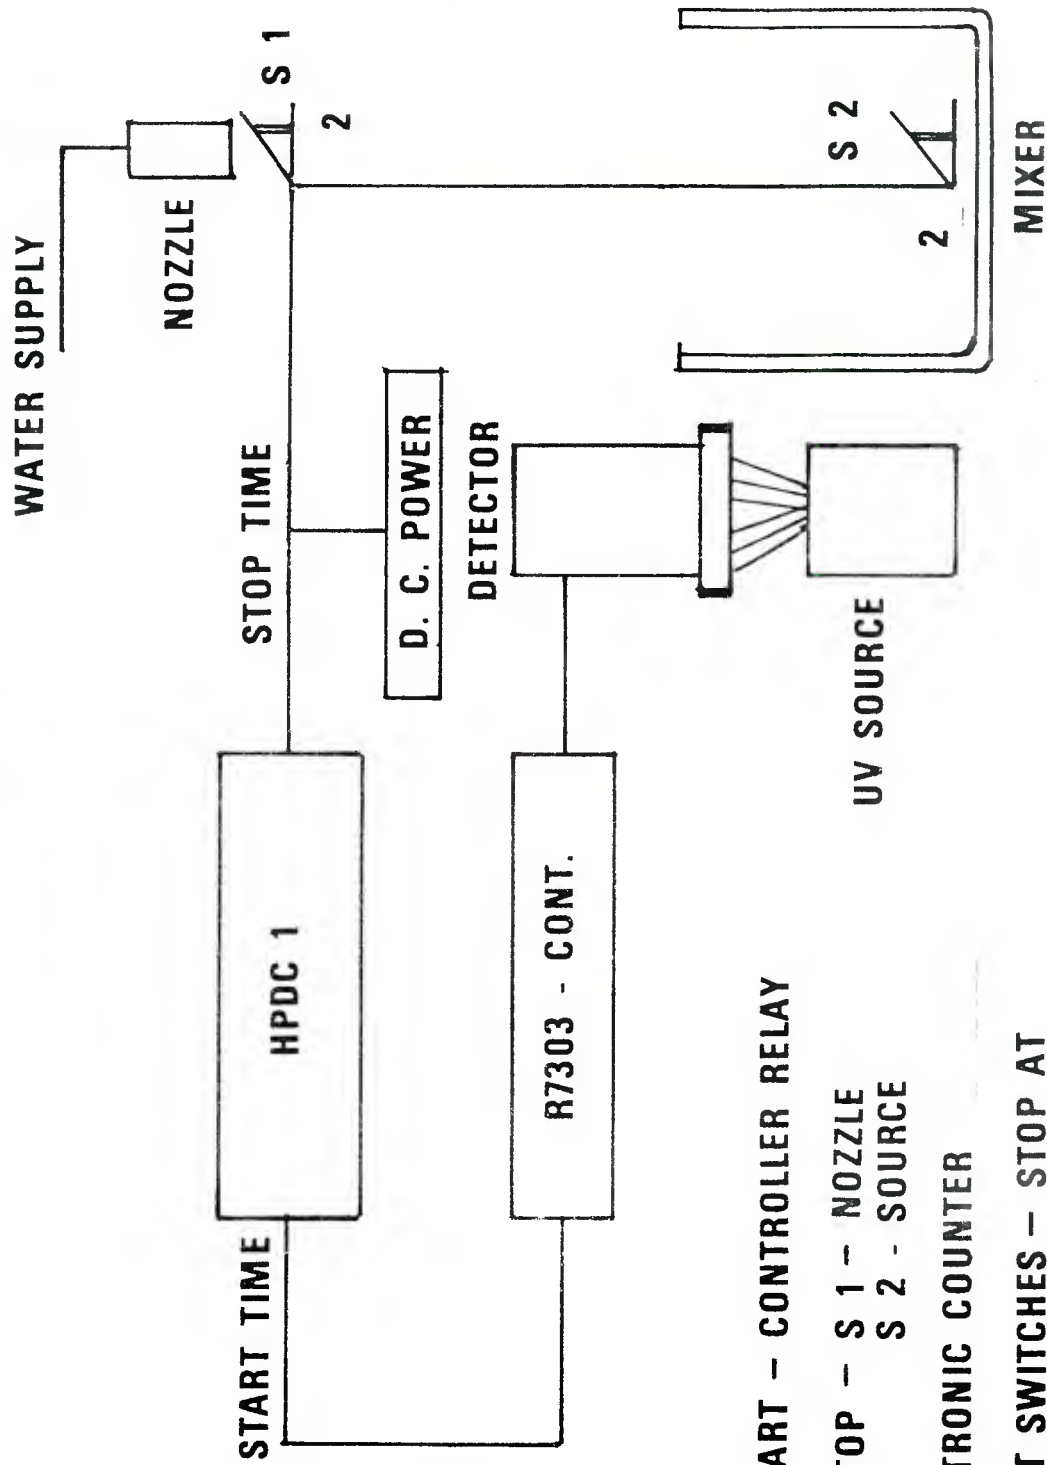 WATER SUPPLY
NOZZLE
START TIME
STOP TIME
S 1
HPDC 1
2
D. C. POWER
DETECTOR
R7303 - CONT.
UV SOURCE
S 2
2
MIXER
ART – CONTROLLER RELAY
TOP – S 1 – NOZZLE
S 2 - SOURCE
TRONIC COUNTER
T SWITCHES – STOP AT